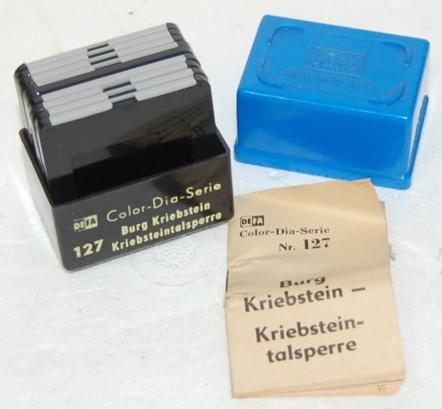 DEFA Color-Dia-Serie
127 Burg Kriebstein
Kriebsteintalsperre
DEFA
Color-Dia-Serie
Nr. 127
Burg
Kriebstein —
Kriebstein-
talsperre